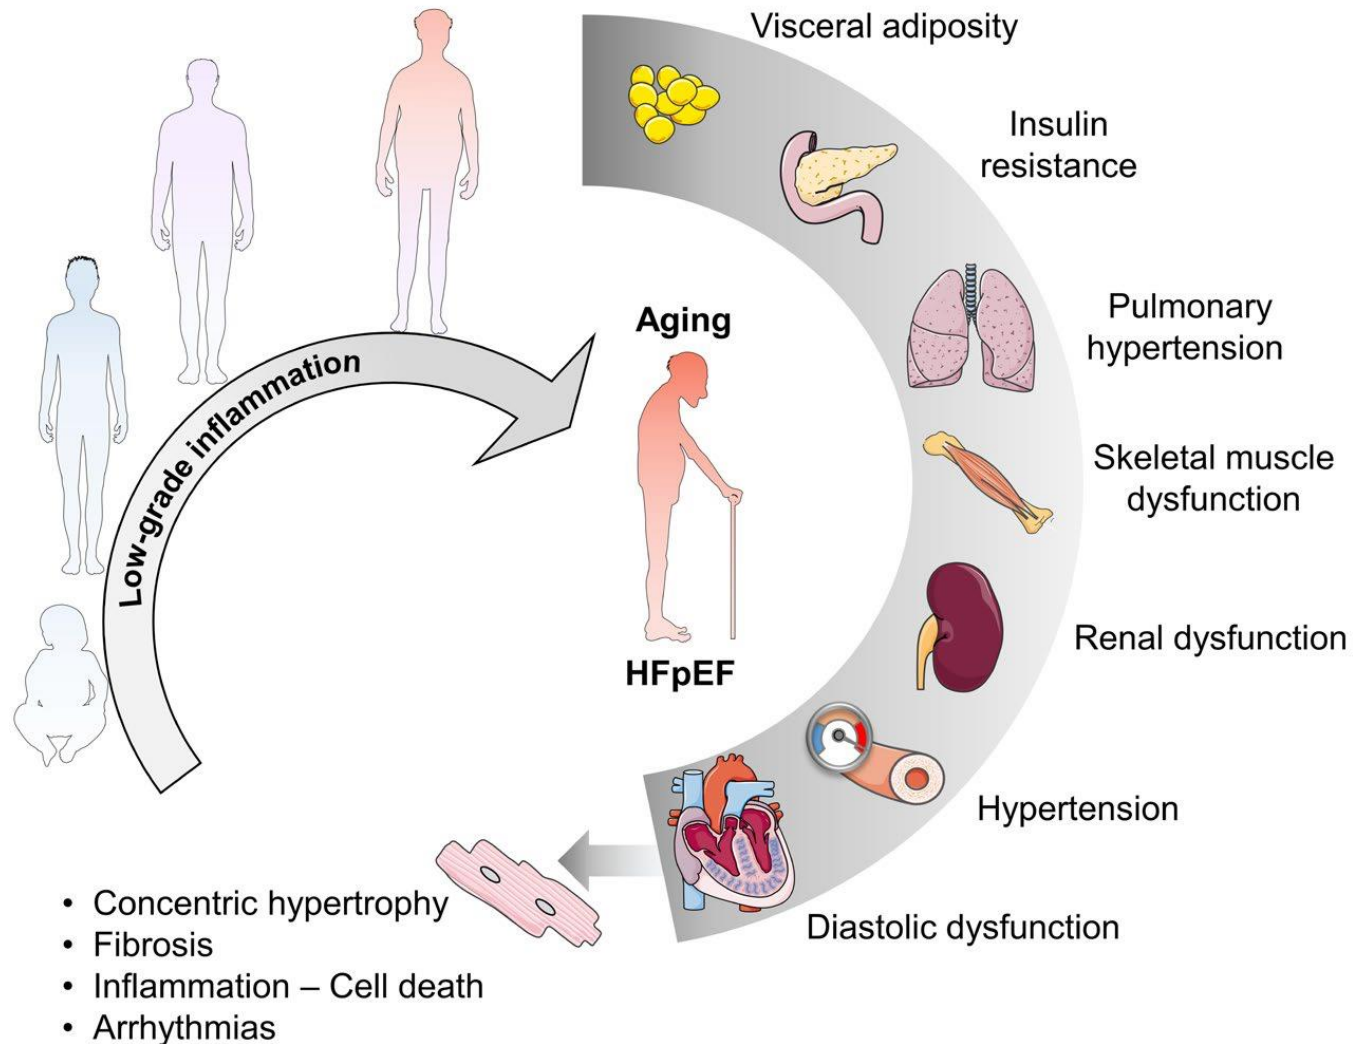 Visceral adiposity
Insulin
resistance
Pulmonary
hypertension
Skeletal muscle
dysfunction
Renal dysfunction
Hypertension
Diastolic dysfunction
Low-grade inflammation
Aging
HFpEF
• Concentric hypertrophy
• Fibrosis
• Inflammation – Cell death
• Arrhythmias